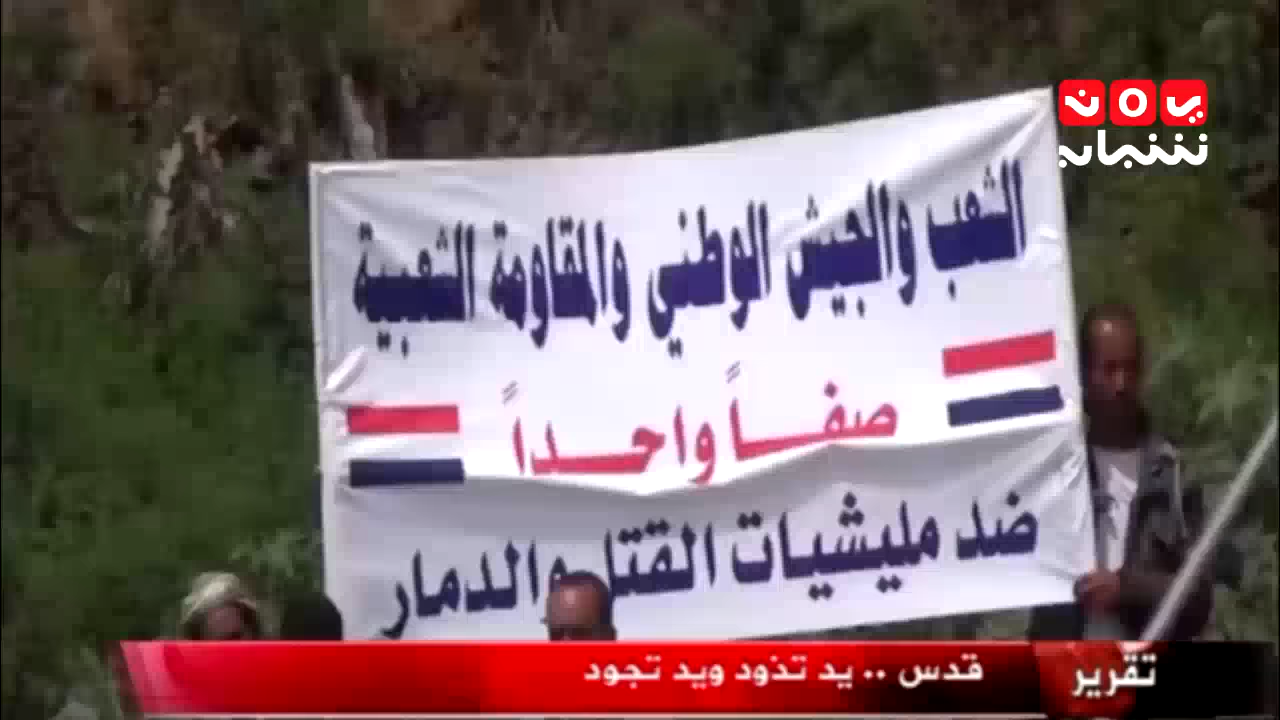 يمن
شباب
الشعب والجيش الوطني والمقاومة الشعبية
صفاً واحداً
ضد مليشيات القتل والدمار
تقرير
قدس .. يد تذود ويد تجود